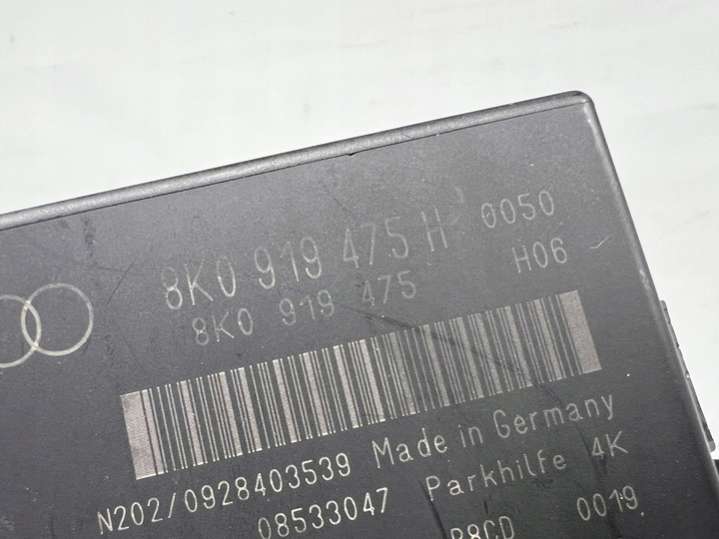 8K0 919 475 H 0050
8K0 919 475 H06
Made in Germany
N202/0928403539 Parkhilfe 4K
08533047 0019